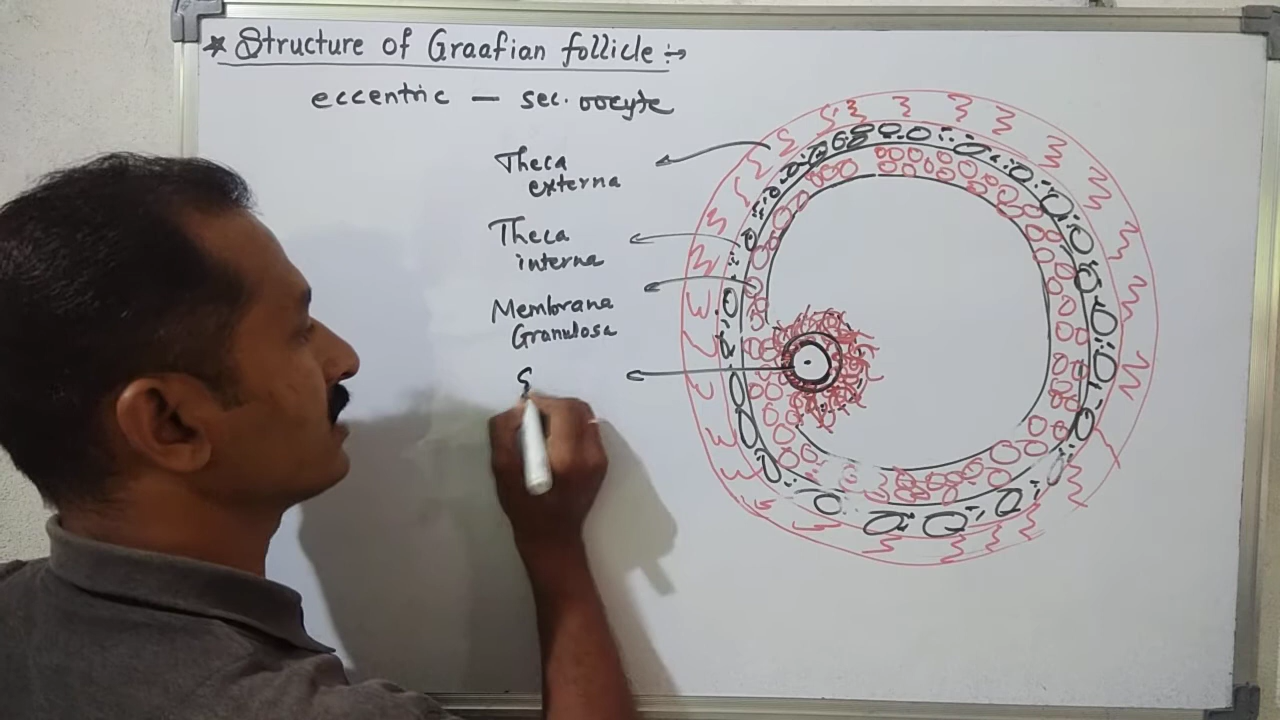 * Structure of Graafian follicle :→
eccentric — sec. oocyte
Theca
externa
Theca
interna
Membrana
Granulosa
S